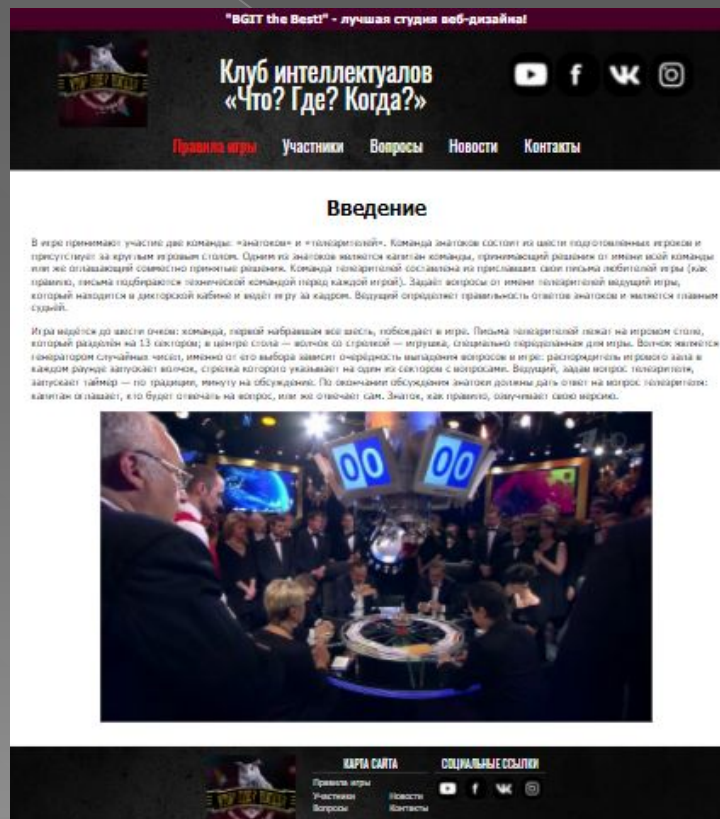 "BGIT the Best!" - лучшая студия веб-дизайна!
Клуб интеллектуалов
«Что? Где? Когда?»
Правила игры Участники Вопросы Новости Контакты
Введение
В игре принимают участие две команды: «знатоков» и «телезрителей». Команда знатоков состоит из шести подготовленных игроков и
присутствует за круглым игровым столом. Одним из знатоков является капитан команды, принимающий решения от имени всей команды
или же оглашающий совместно принятые решения. Команда телезрителей составлена из приславших свои письма любителей игры (как
правило, письма подбираются технической командой перед каждой игрой). Задаёт вопросы от имени телезрителей ведущий игры,
который находится в дикторской кабине и ведёт игру за кадром. Ведущий определяет правильность ответов знатоков и является главным
судьёй.
Игра ведётся до шести очков: команда, первой набравшая все шесть, побеждает в игре. Письма телезрителей лежат на игровом столе,
который разделён на 13 секторов; в центре стола — волчок со стрелкой — игрушка, специально переделанная для игры. Волчок является
генератором случайных чисел, именно от его выбора зависит очерёдность выпадения вопросов в игре: распорядитель игрового зала в
каждом раунде запускает волчок, стрелка которого указывает на один из секторов с вопросами. Ведущий, задав вопрос телезрителя,
запускает таймер — по традиции, минуту на обсуждение. По окончании обсуждения знатоки должны дать ответ на вопрос телезрителя:
капитан оглашает, кто будет отвечать на вопрос, или же отвечает сам. Знаток, как правило, озвучивает свою версию.
00 00
КАРТА САЙТА СОЦИАЛЬНЫЕ ССЫЛКИ
Правила игры
Участники Новости
Вопросы Контакты